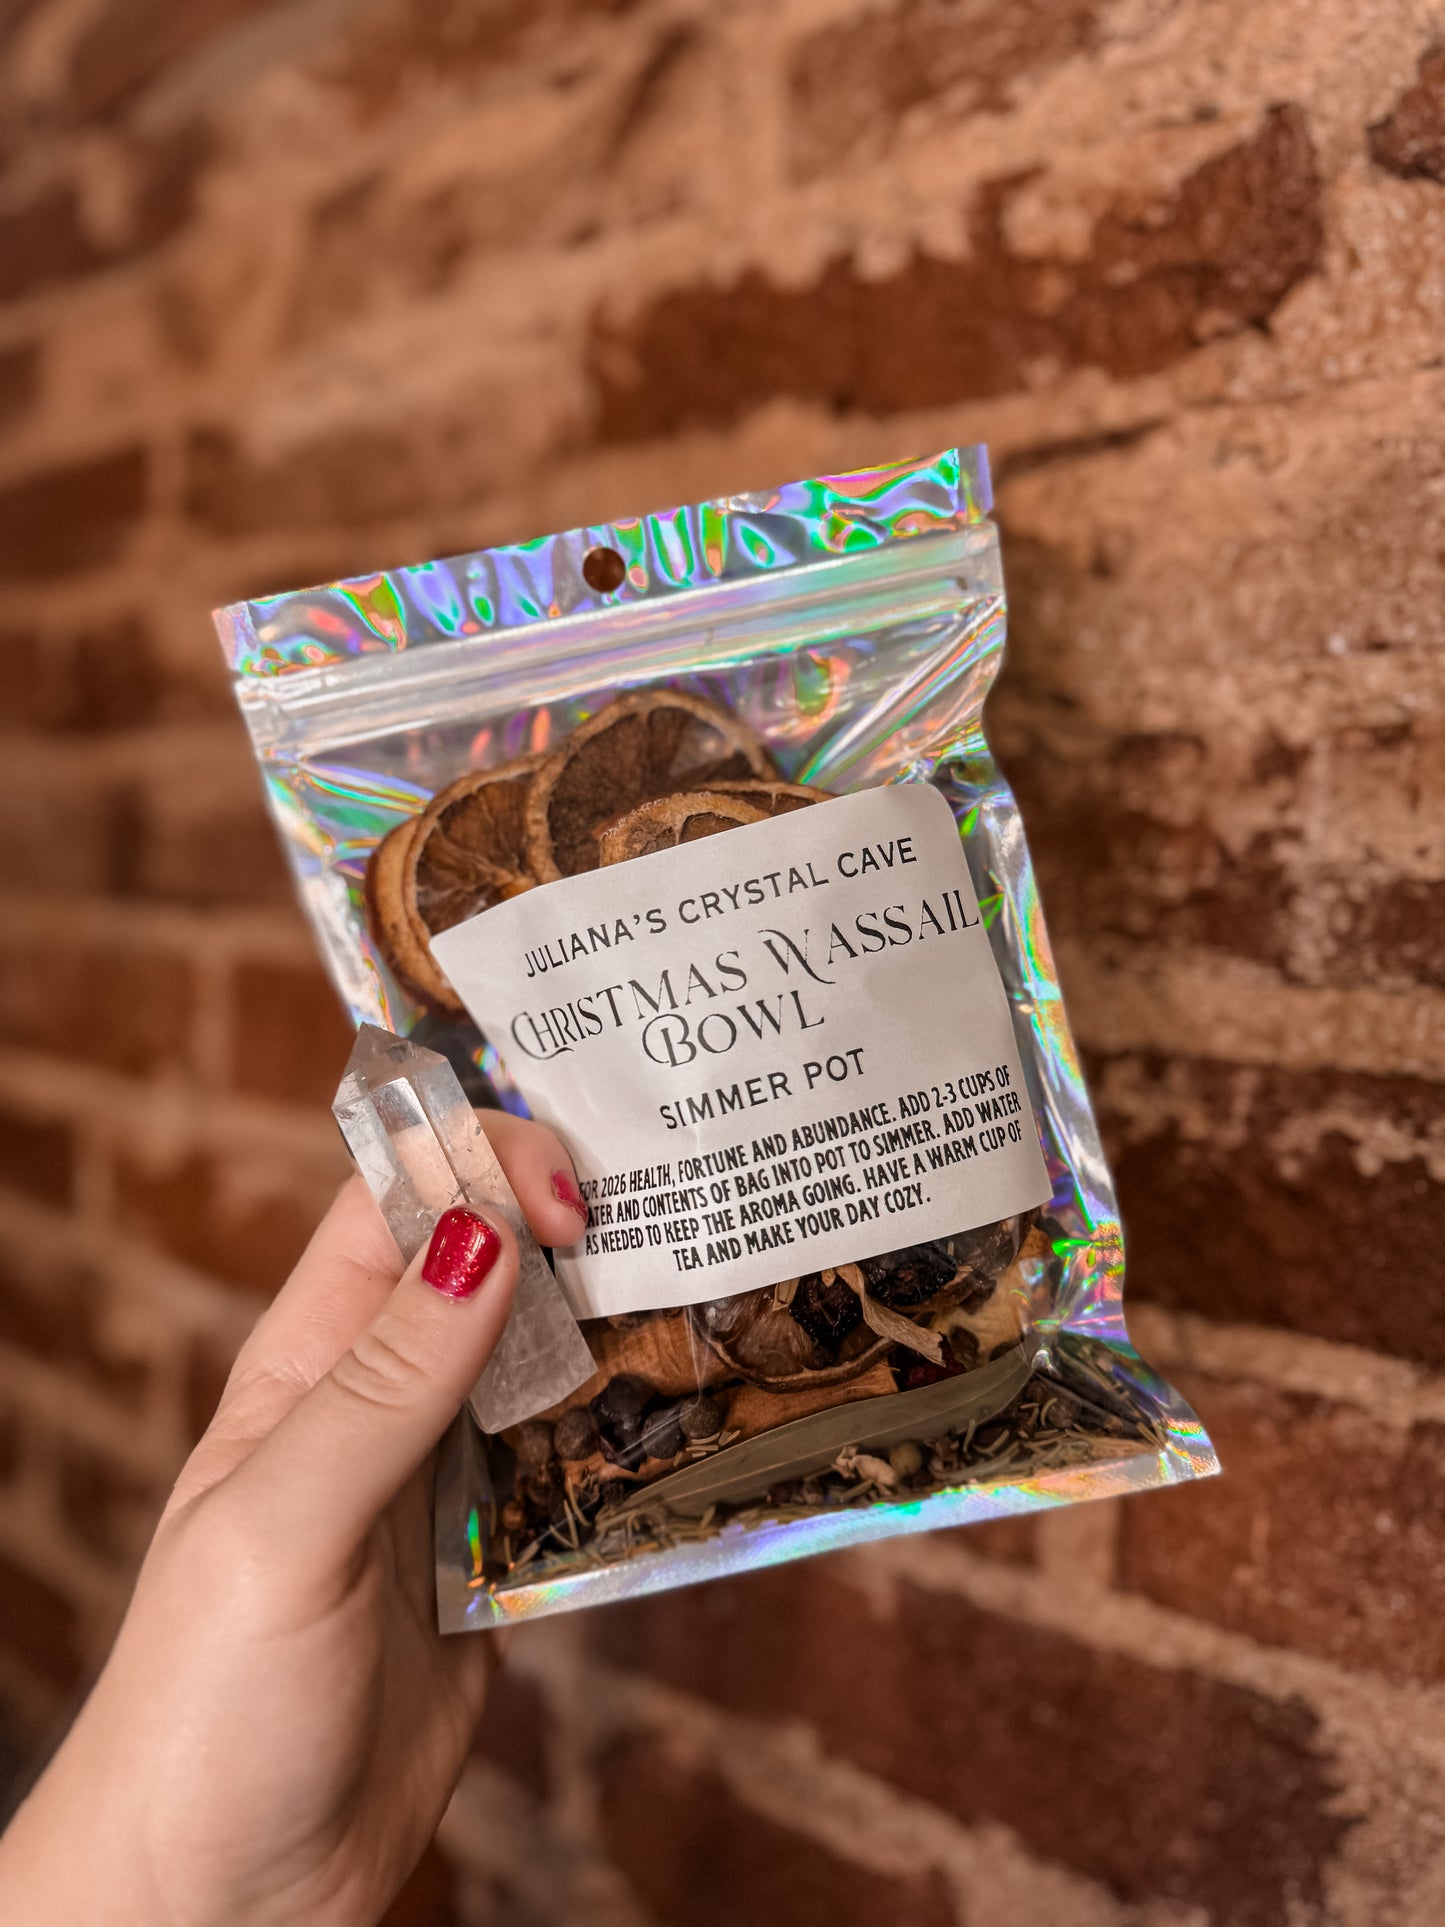 JULIANA'S CRYSTAL CAVE
CHRISTMAS WASSAIL
BOWL
SIMMER POT
FOR 2026 HEALTH, FORTUNE AND ABUNDANCE. ADD 2-3 CUPS OF
WATER AND CONTENTS OF BAG INTO POT TO SIMMER. ADD WATER
AS NEEDED TO KEEP THE AROMA GOING. HAVE A WARM CUP OF
TEA AND MAKE YOUR DAY COZY.